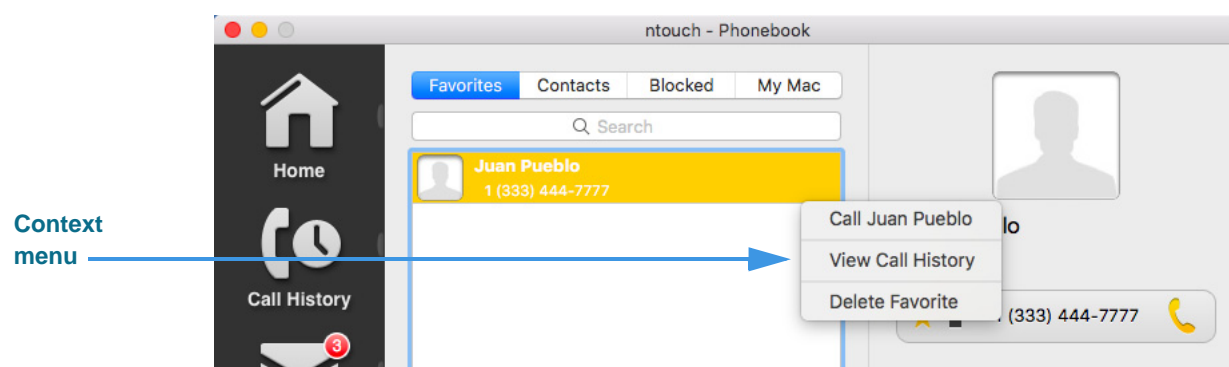 ntouch - Phonebook
Favorites Contacts Blocked My Mac
Search
Home
Juan Pueblo
1 (333) 444-7777
Context
menu
Call Juan Pueblo
lo
View Call History
Call History
Delete Favorite
(333) 444-7777
3